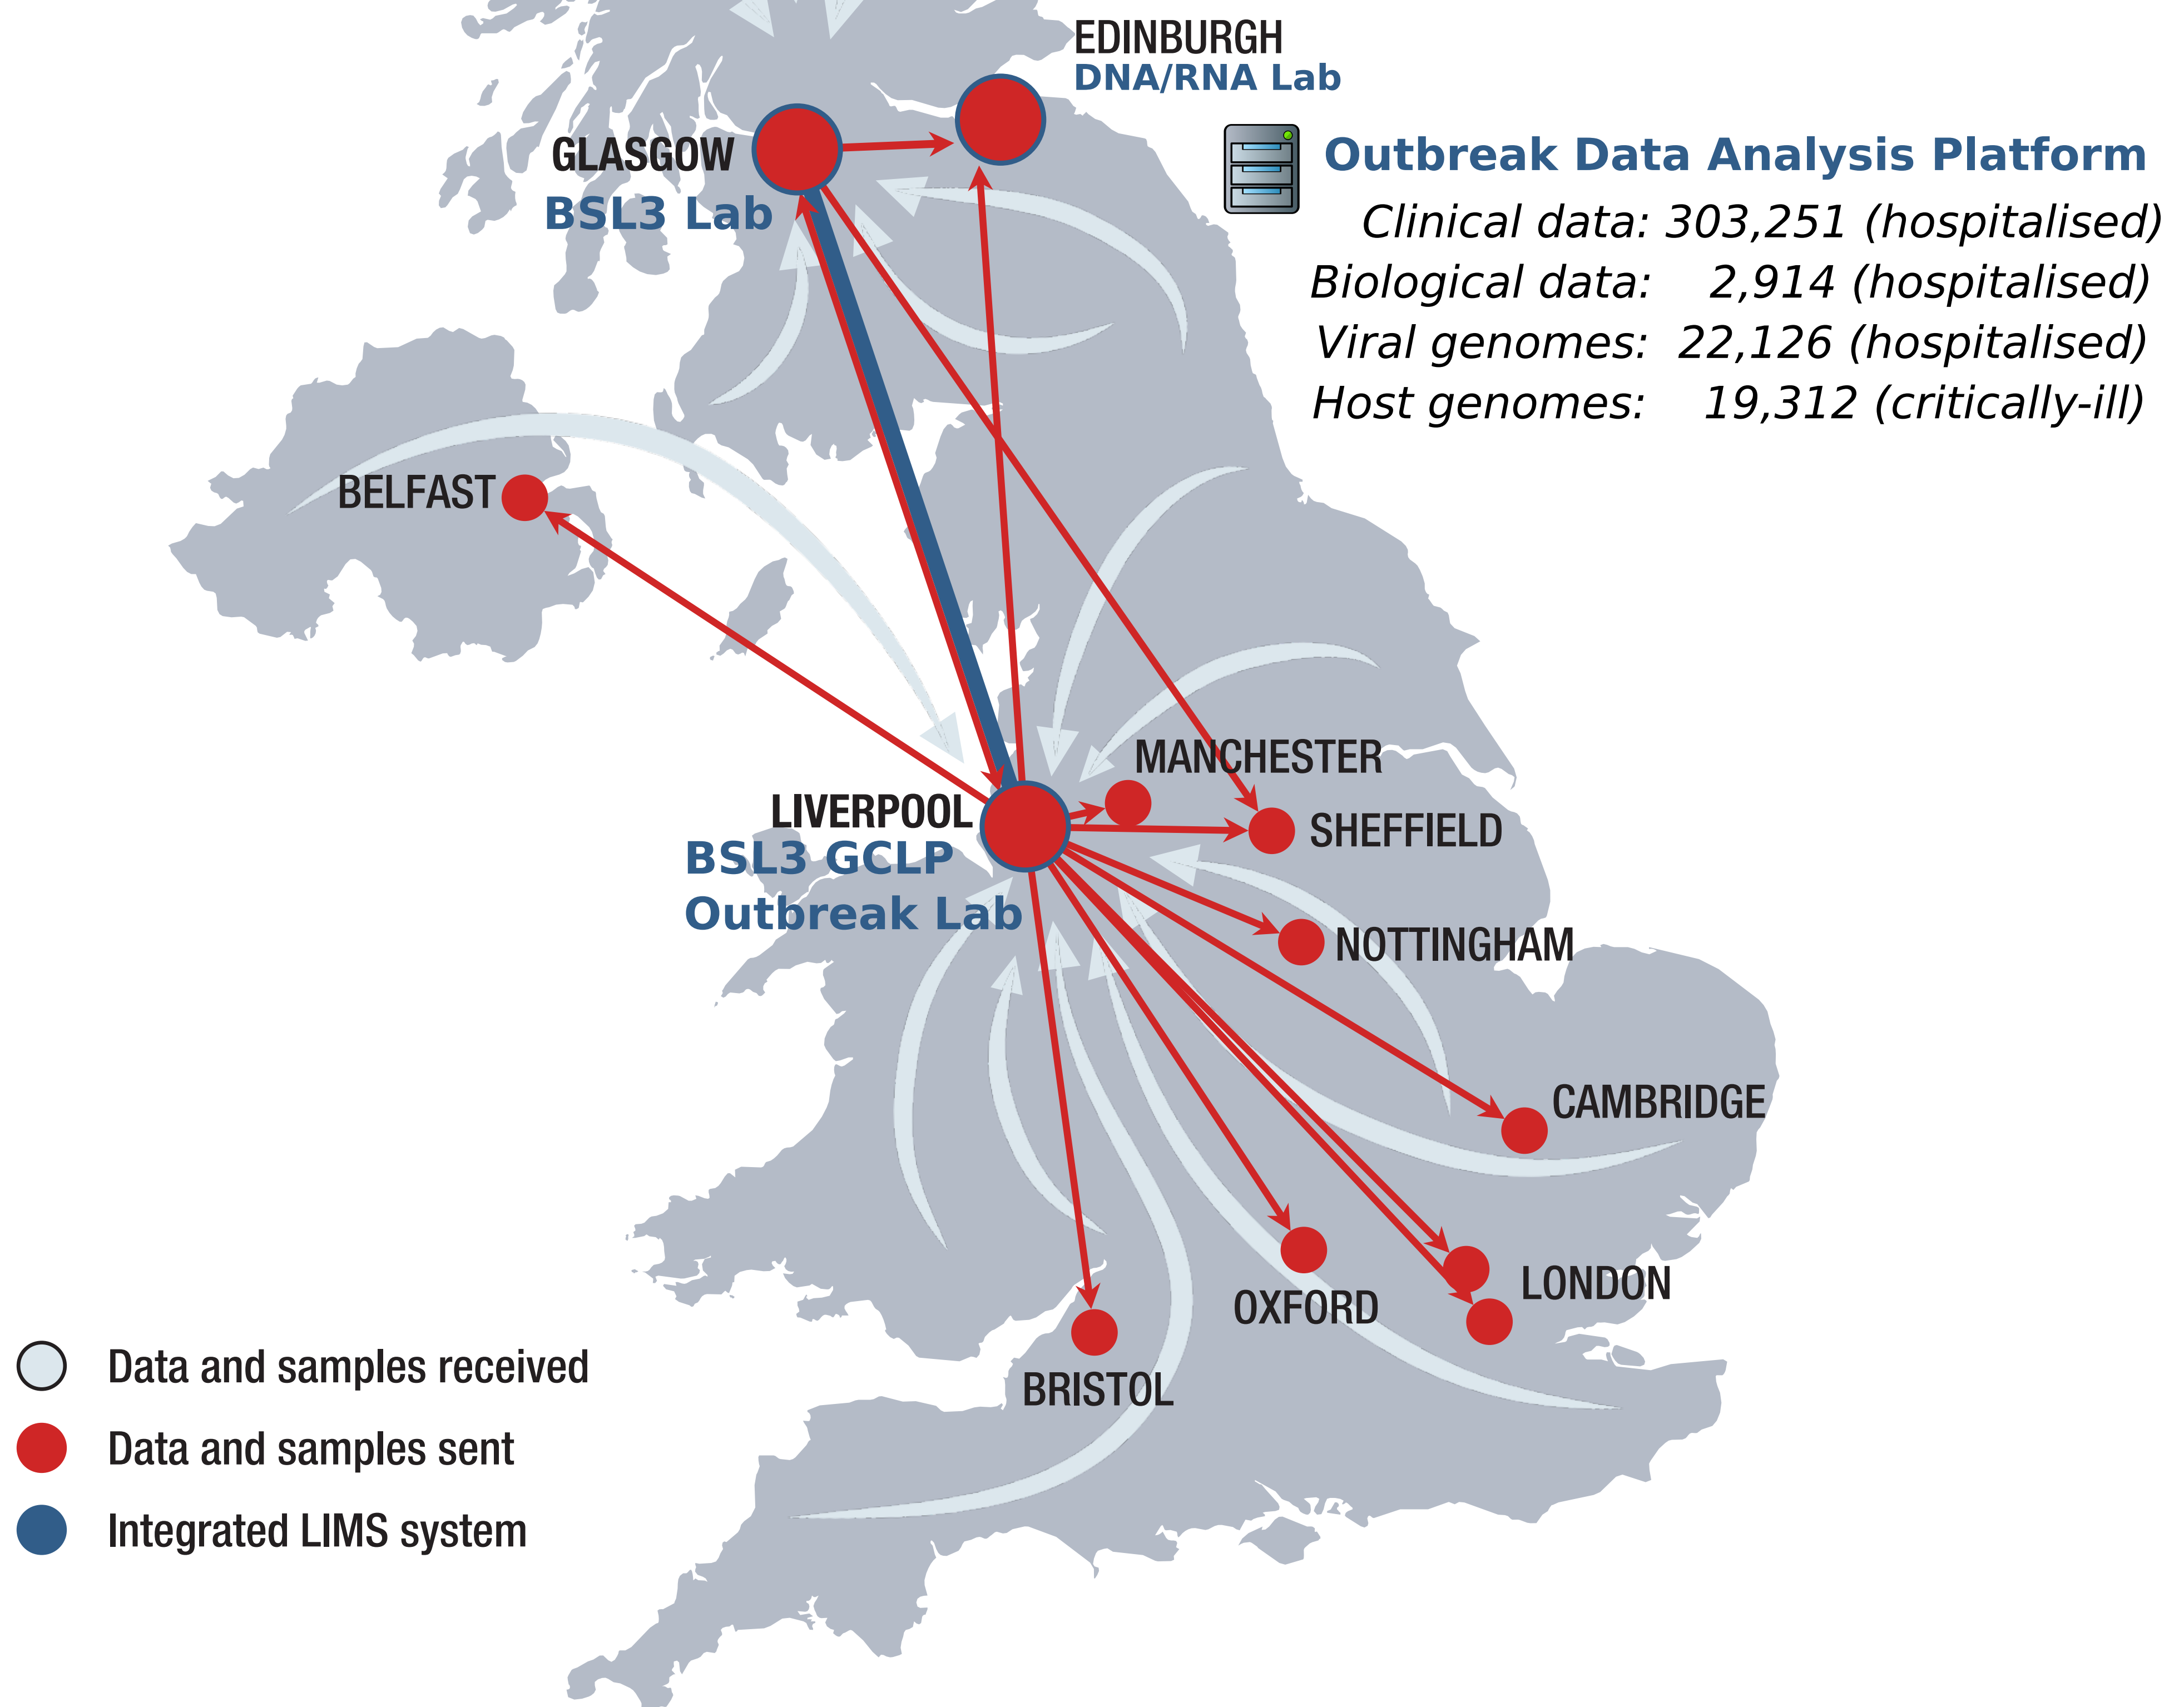 EDINBURGH
DNA/RNA Lab
GLASGOW
BSL3 Lab
Outbreak Data Analysis Platform
Clinical data: 303,251 (hospitalised)
Biological data: 2,914 (hospitalised)
Viral genomes: 22,126 (hospitalised)
Host genomes: 19,312 (critically-ill)
BELFAST
MANCHESTER
LIVERPOOL
BSL3 GCLP
Outbreak Lab
SHEFFIELD
NOTTINGHAM
CAMBRIDGE
LONDON
OXFORD
BRISTOL
Data and samples received
Data and samples sent
Integrated LIMS system